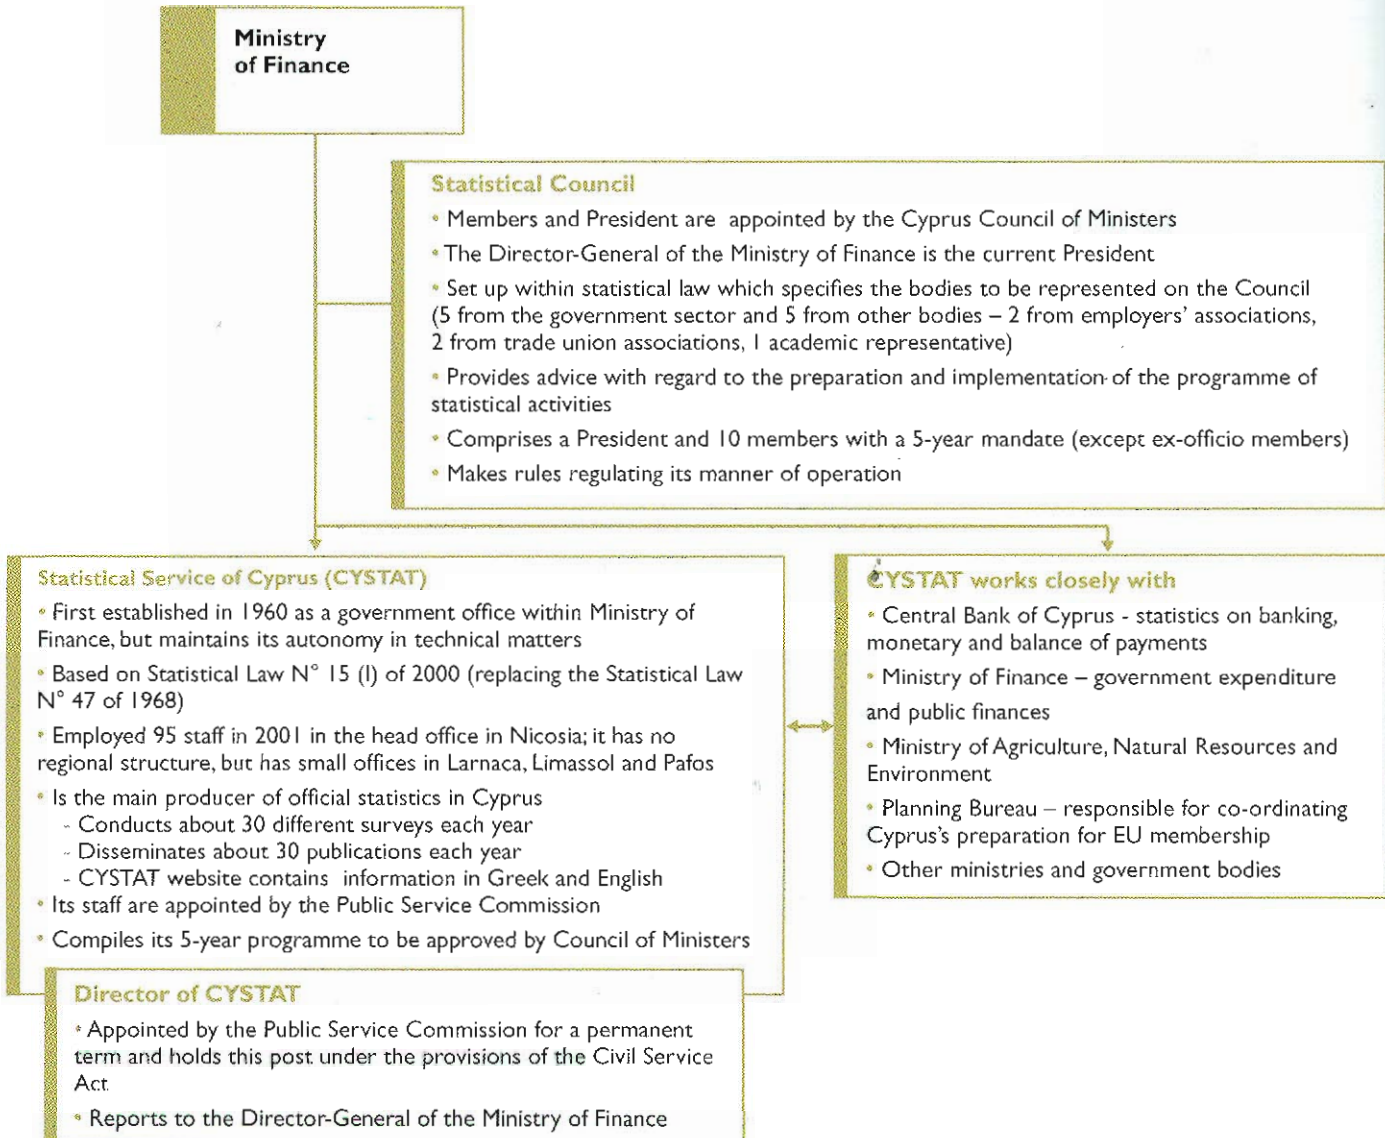 Ministry
of Finance
Statistical Council
• Members and President are appointed by the Cyprus Council of Ministers
• The Director-General of the Ministry of Finance is the current President
• Set up within statistical law which specifies the bodies to be represented on the Council
(5 from the government sector and 5 from other bodies – 2 from employers' associations,
2 from trade union associations, 1 academic representative)
• Provides advice with regard to the preparation and implementation of the programme of
statistical activities
• Comprises a President and 10 members with a 5-year mandate (except ex-officio members)
• Makes rules regulating its manner of operation
Statistical Service of Cyprus (CYSTAT)
• First established in 1960 as a government office within Ministry of
Finance, but maintains its autonomy in technical matters
• Based on Statistical Law N° 15 (I) of 2000 (replacing the Statistical Law
N° 47 of 1968)
• Employed 95 staff in 2001 in the head office in Nicosia; it has no
regional structure, but has small offices in Larnaca, Limassol and Pafos
• Is the main producer of official statistics in Cyprus
- Conducts about 30 different surveys each year
- Disseminates about 30 publications each year
- CYSTAT website contains information in Greek and English
• Its staff are appointed by the Public Service Commission
• Compiles its 5-year programme to be approved by Council of Ministers
CYSTAT works closely with
• Central Bank of Cyprus - statistics on banking,
monetary and balance of payments
• Ministry of Finance – government expenditure
and public finances
• Ministry of Agriculture, Natural Resources and
Environment
• Planning Bureau – responsible for co-ordinating
Cyprus's preparation for EU membership
• Other ministries and government bodies
Director of CYSTAT
• Appointed by the Public Service Commission for a permanent
term and holds this post under the provisions of the Civil Service
Act
• Reports to the Director-General of the Ministry of Finance